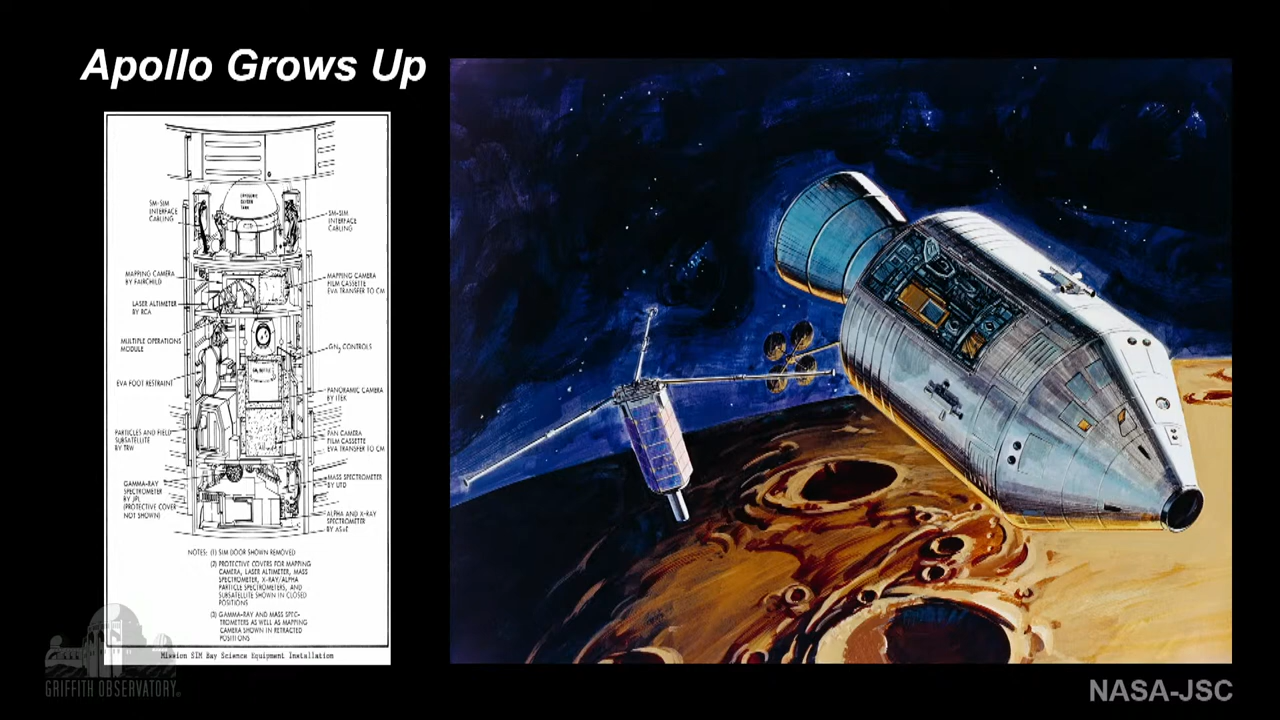 Apollo Grows Up
SM-SIM
INTERFACE
CABLING
SM-SIM
INTERFACE
CABLING
MAPPING CAMERA
BY FAIRCHILD
MAPPING CAMERA
FILM CASSETTE
EVA TRANSFER TO CM
LASER ALTIMETER
BY RCA
MULTIPLE OPERATIONS
MODULE
GN2 CONTROLS
EVA FOOT RESTRAINT
PANORAMIC CAMERA
BY ITEK
PARTICLES AND FIELD
SUBSATELLITE
BY TRW
PAN CAMERA
FILM CASSETTE
EVA TRANSFER TO CM
GAMMA-RAY
SPECTROMETER
BY JPL
(PROTECTIVE COVER
NOT SHOWN)
MASS SPECTROMETER
BY UTD
ALPHA AND X-RAY
SPECTROMETER
BY AS&E
NOTES: (1) SIM DOOR SHOWN REMOVED
(2) PROTECTIVE COVERS FOR MAPPING
CAMERA, LASER ALTIMETER, MASS
SPECTROMETER, X-RAY/ALPHA
PARTICLE SPECTROMETERS, AND
SUBSATELLITE SHOWN IN CLOSED
POSITIONS
(3) GAMMA-RAY AND MASS SPEC-
TROMETERS AS WELL AS MAPPING
CAMERA SHOWN IN RETRACTED
POSITIONS
Mission SIM Bay Science Equipment Installation
GRIFFITH OBSERVATORY
NASA-JSC